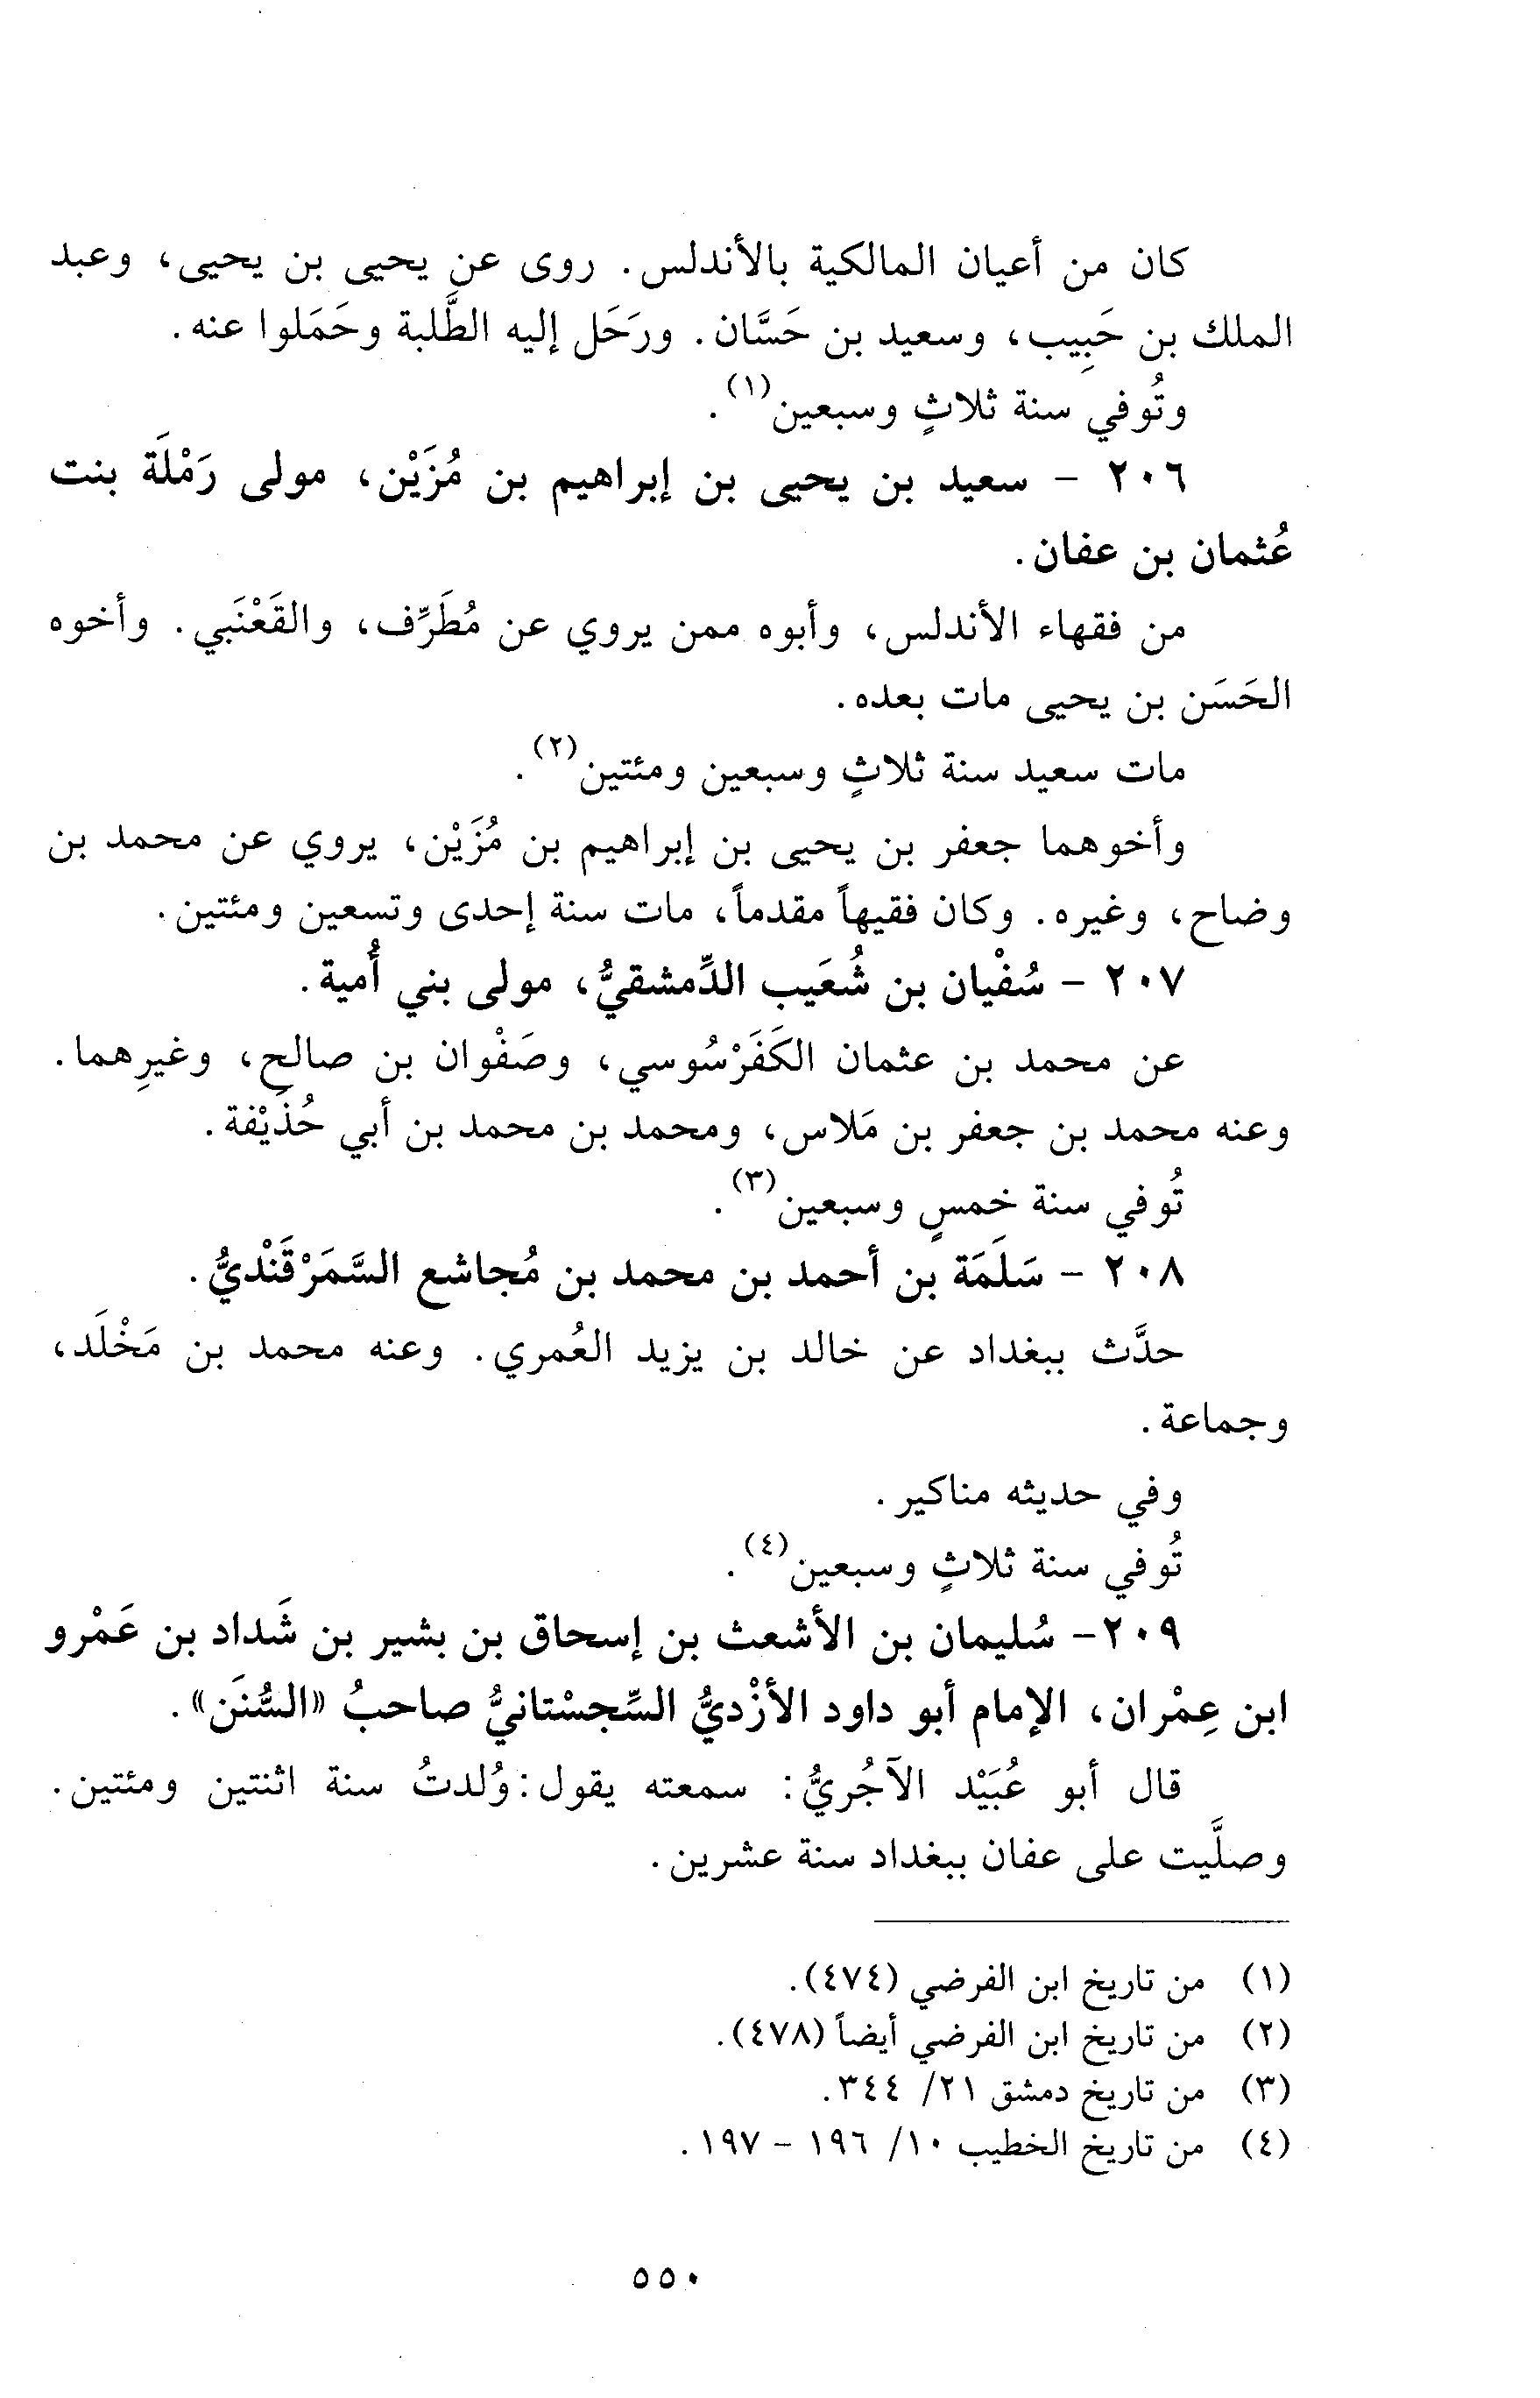 كان من أعيان المالكية بالأندلس. روى عن يحيى بن يحيى، وعبد
الملك بن حَبِيب، وسعيد بن حَسَّان. ورَحَل إليه الطَّلبة وحَمَلوا عنه.
وتُوفي سنة ثلاثٍ وسبعين(١).
٢٠٦ - سعيد بن يحيى بن إبراهيم بن مُزَيْن، مولى رَمْلَة بنت
عُثمان بن عفان.
من فقهاء الأندلس، وأبوه ممن يروي عن مُطَرِّف، والقَعْنَبي. وأخوه
الحَسَن بن يحيى مات بعده.
مات سعيد سنة ثلاثٍ وسبعين ومئتين(٢).
وأخوهما جعفر بن يحيى بن إبراهيم بن مُزَيْن، يروي عن محمد بن
وضاح، وغيره. وكان فقيهاً مقدماً، مات سنة إحدى وتسعين ومئتين.
٢٠٧ - سُفْيان بن شُعَيب الدِّمشقيُّ، مولى بني أُمية.
عن محمد بن عثمان الكَفَرْسُوسي، وصَفْوان بن صالحِ، وغيرِهما.
وعنه محمد بن جعفر بن مَلاس، ومحمد بن محمد بن أبي حُذَيْفة.
تُوفي سنة خمسٍ وسبعين(٣).
٢٠٨ - سَلَمَة بن أحمد بن محمد بن مُجاشع السَّمَرْقَنْديُّ.
حدَّث ببغداد عن خالد بن يزيد العُمري. وعنه محمد بن مَخْلَد،
وجماعة.
وفي حديثه مناكير.
تُوفي سنة ثلاثٍ وسبعين(٤).
٢٠٩- سُليمان بن الأشعث بن إسحاق بن بشير بن شَداد بن عَمْرو
ابن عِمْران، الإمام أبو داود الأزْديُّ السِّجسْتانيُّ صاحبُ «السُّنَن».
قال أبو عُبَيْد الآجُريُّ: سمعته يقول: وُلدتُ سنة اثنتين ومئتين.
وصلَّيت على عفان ببغداد سنة عشرين.
(١) من تاريخ ابن الفرضي (٤٧٤).
(٢) من تاريخ ابن الفرضي أيضاً (٤٧٨).
(٣) من تاريخ دمشق ٢١/ ٣٤٤.
(٤) من تاريخ الخطيب ١٠/ ١٩٦ - ١٩٧.
٥٥٠